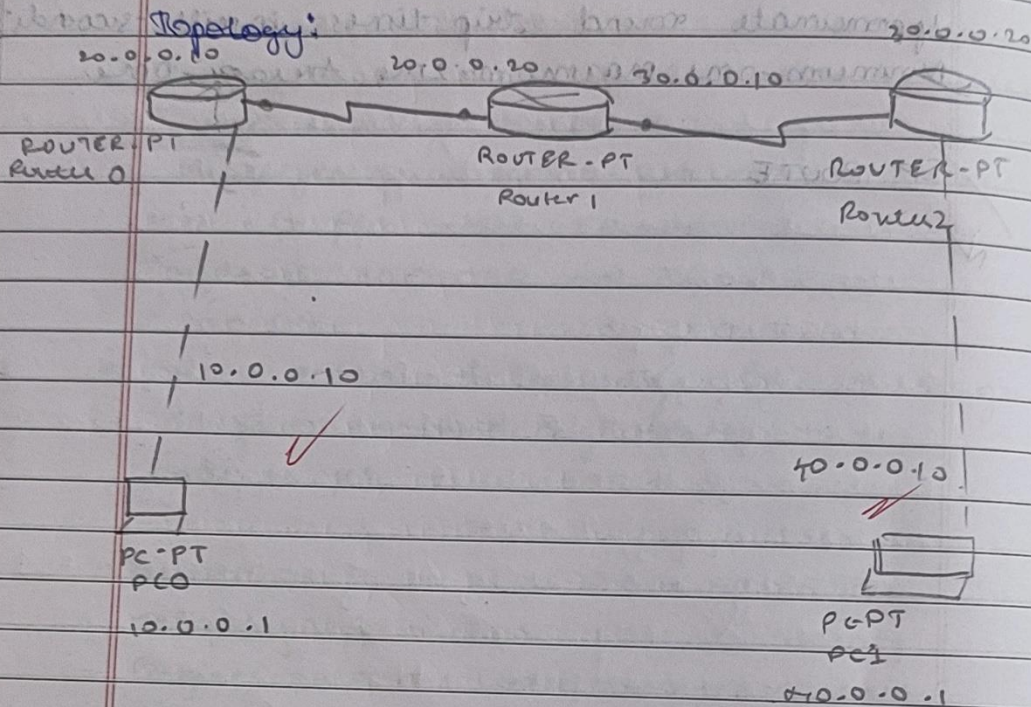 Topology:
20.0.0.10
20.0.0.20
30.0.0.10
30.0.0.20
ROUTER-PT
Router 0
ROUTER-PT
Router 1
ROUTER-PT
Router 2
10.0.0.10
40.0.0.10
PC-PT
PC0
10.0.0.1
PC-PT
PC1
40.0.0.1